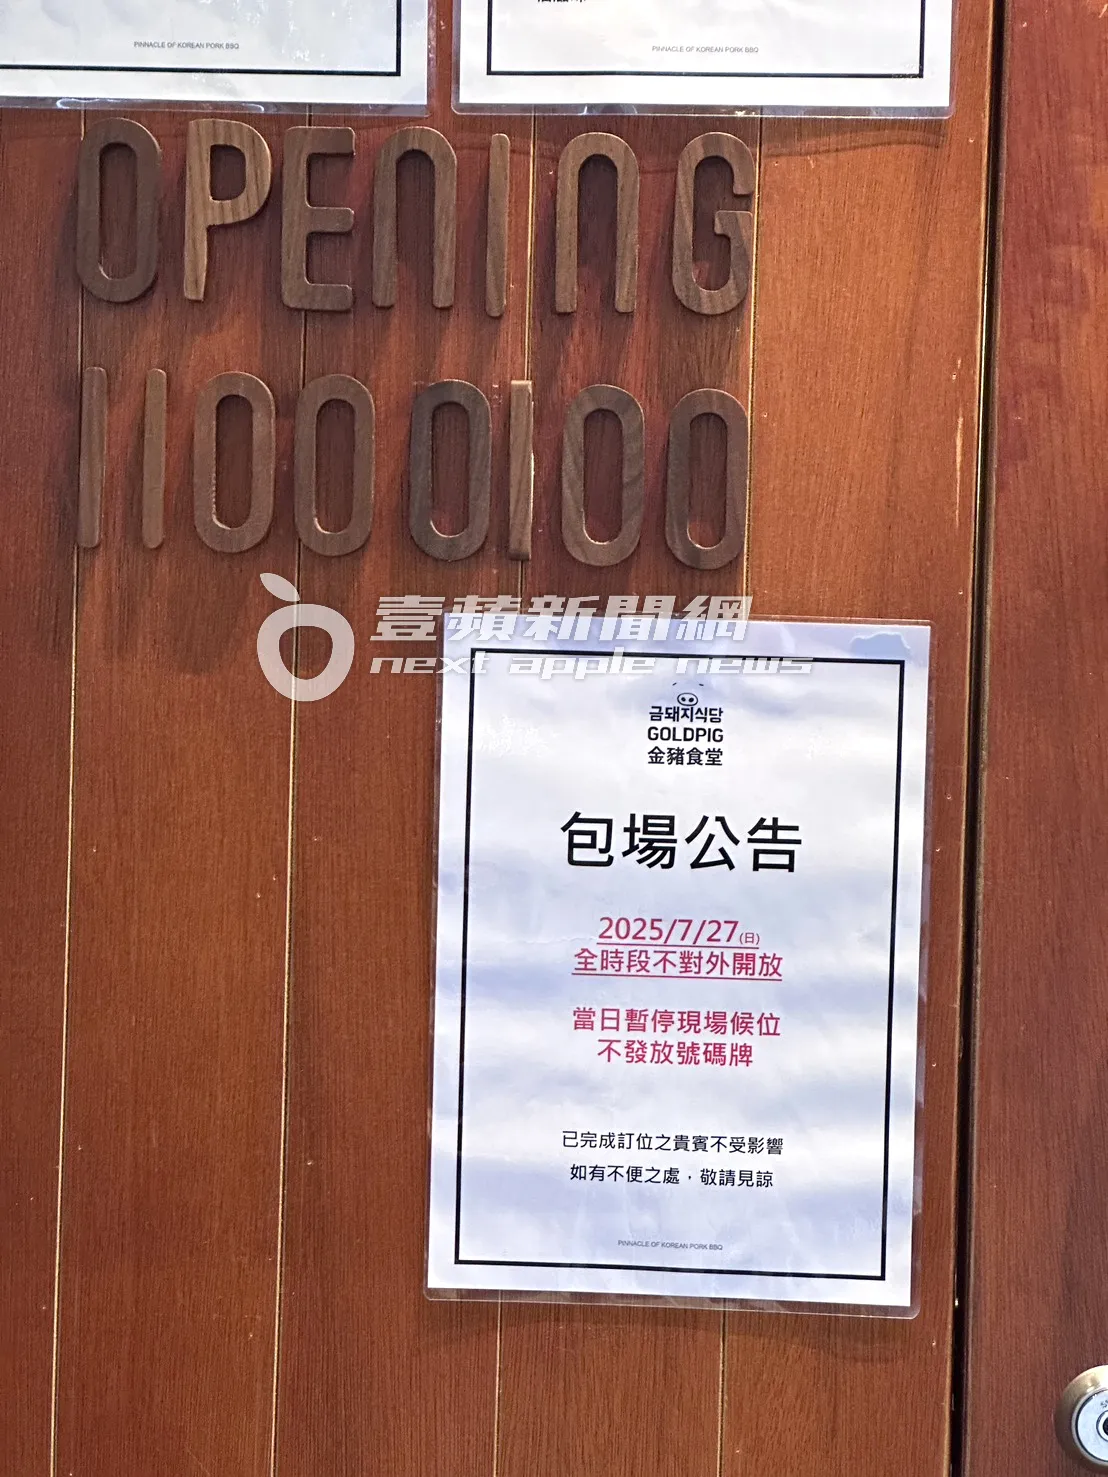 PINNACLE OF KOREAN PORK BBQ
PINNACLE OF KOREAN PORK BBQ
OPENING
11000100
壹蘋新聞網
next apple news
금돼지식당
GOLDPIG
金豬食堂
包場公告
2025/7/27(日)
全時段不對外開放
當日暫停現場候位
不發放號碼牌
已完成訂位之貴賓不受影響
如有不便之處，敬請見諒
PINNACLE OF KOREAN PORK BBQ